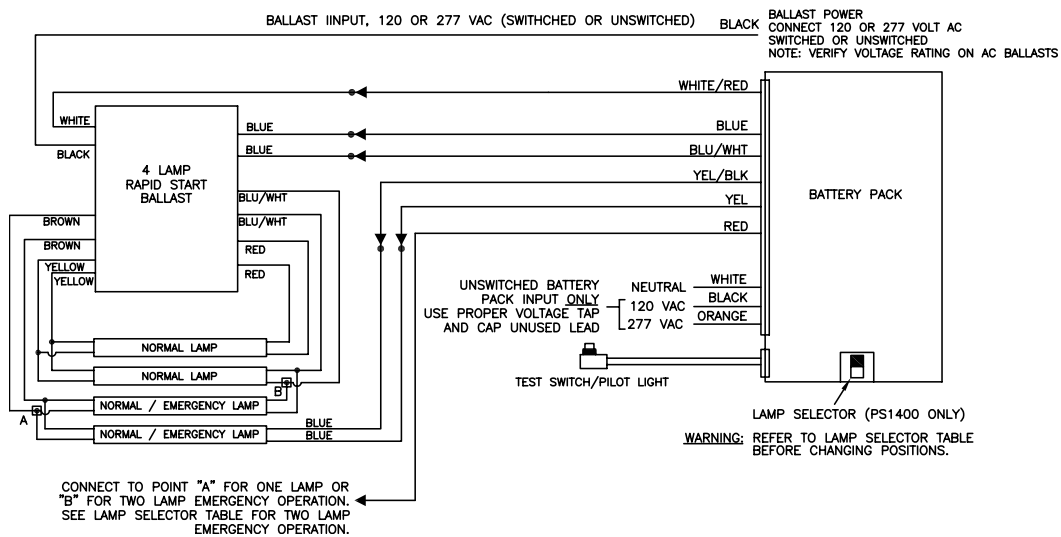 BALLAST IINPUT, 120 OR 277 VAC (SWITHCHED OR UNSWITCHED)
BLACK
BALLAST POWER
CONNECT 120 OR 277 VOLT AC
SWITCHED OR UNSWITCHED
NOTE: VERIFY VOLTAGE RATING ON AC BALLASTS
WHITE/RED
WHITE
BLUE
BLUE
BLACK
BLUE
BLU/WHT
4 LAMP
RAPID START
BALLAST
YEL/BLK
BLU/WHT
YEL
BATTERY PACK
BROWN
BLU/WHT
RED
BROWN
RED
YELLOW
RED
YELLOW
UNSWITCHED BATTERY
PACK INPUT ONLY
USE PROPER VOLTAGE TAP
AND CAP UNUSED LEAD
NEUTRAL
WHITE
120 VAC
BLACK
277 VAC
ORANGE
NORMAL LAMP
NORMAL LAMP
TEST SWITCH/PILOT LIGHT
B
NORMAL / EMERGENCY LAMP
A
NORMAL / EMERGENCY LAMP
BLUE
BLUE
LAMP SELECTOR (PS1400 ONLY)
WARNING: REFER TO LAMP SELECTOR TABLE
BEFORE CHANGING POSITIONS.
CONNECT TO POINT "A" FOR ONE LAMP OR
"B" FOR TWO LAMP EMERGENCY OPERATION.
SEE LAMP SELECTOR TABLE FOR TWO LAMP
EMERGENCY OPERATION.